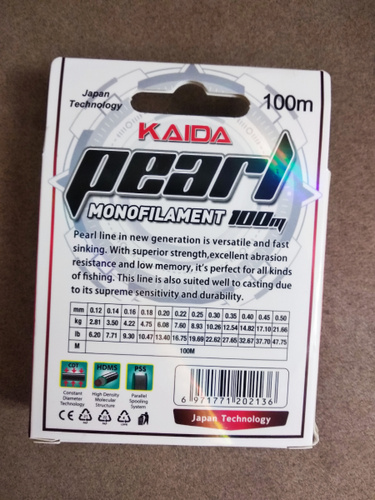 Japan
Technology
100m
KAIDA
pearl
MONOFILAMENT 100m
Pearl line in new generation is versatile and fast
sinking. With superior strength,excellent abrasion
resistance and low memory, it's perfect for all kinds
of fishing. This line is also suited well to casting due
to its supreme sensitivity and durability.
mm 0.12 0.14 0.16 0.18 0.20 0.22 0.25 0.30 0.35 0.40 0.45 0.50
kg 2.81 3.50 4.22 4.75 6.08 7.60 8.93 10.26 12.54 14.82 17.10 21.66
lb 6.20 7.71 9.30 10.47 13.40 16.75 19.69 22.62 27.65 32.67 37.70 47.75
M 100M
CDT HDMS PSS
Constant
Diameter
Technology
High Density
Molecular
Structure
Parallel
Spooling
System
6 971771 202136
Japan Technology